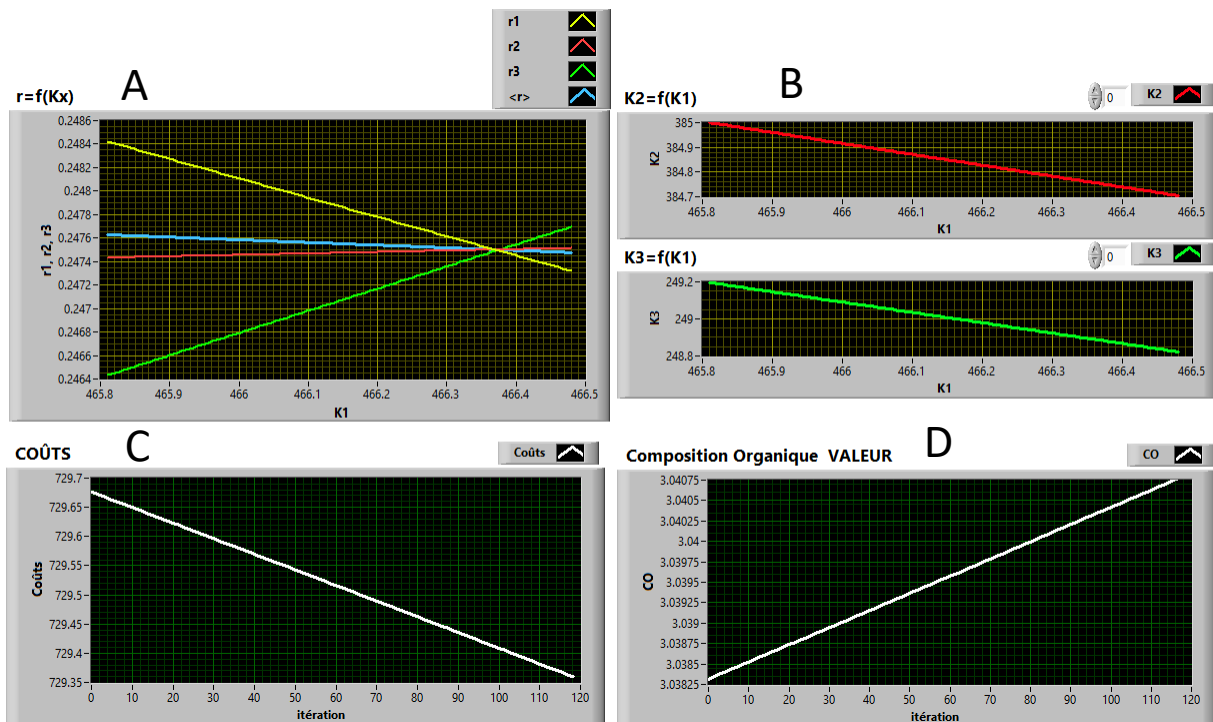 r1
r2
r3
<r>
A
r=f(Kx)
0.2486
0.2484
0.2482
0.248
0.2478
0.2476
0.2474
0.2472
0.247
0.2468
0.2466
0.2464
r1, r2, r3
465.8 465.9 466 466.1 466.2 466.3 466.4 466.5
K1
B
K2=f(K1)
0
K2
385
384.9
384.8
384.7
K2
465.8 465.9 466 466.1 466.2 466.3 466.4 466.5
K1
K3=f(K1)
0
K3
249.2
249
248.8
K3
465.8 465.9 466 466.1 466.2 466.3 466.4 466.5
K1
COÛTS
C
Coûts
729.7
729.65
729.6
729.55
729.5
729.45
729.4
729.35
Coûts
0 10 20 30 40 50 60 70 80 90 100 110 120
itération
Composition Organique VALEUR
D
CO
3.04075
3.0405
3.04025
3.04
3.03975
3.0395
3.03925
3.039
3.03875
3.0385
3.03825
CO
0 10 20 30 40 50 60 70 80 90 100 110 120
itération